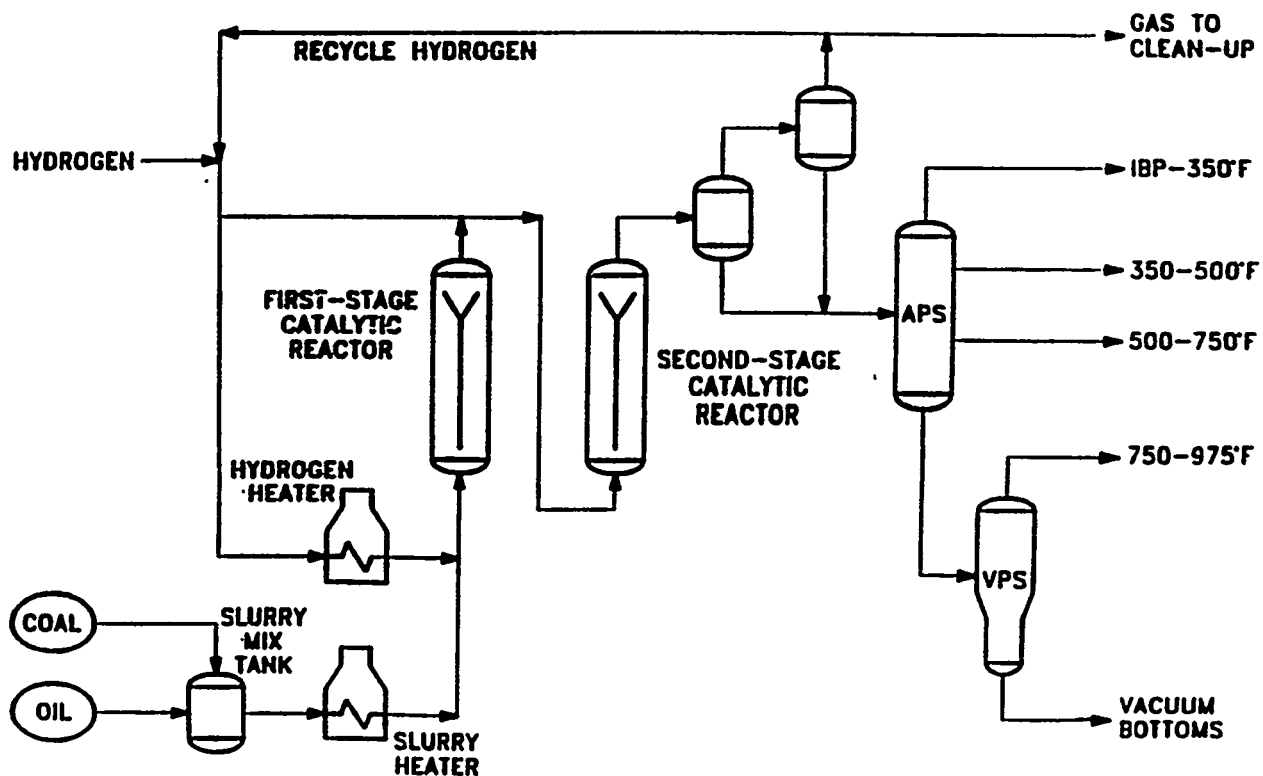 GAS TO
CLEAN-UP
RECYCLE HYDROGEN
HYDROGEN
IBP-350°F
350-500°F
FIRST-STAGE
CATALYTIC
REACTOR
APS
500-750°F
SECOND-STAGE
CATALYTIC
REACTOR
750-975°F
HYDROGEN
HEATER
VPS
COAL
SLURRY
MIX
TANK
OIL
SLURRY
HEATER
VACUUM
BOTTOMS